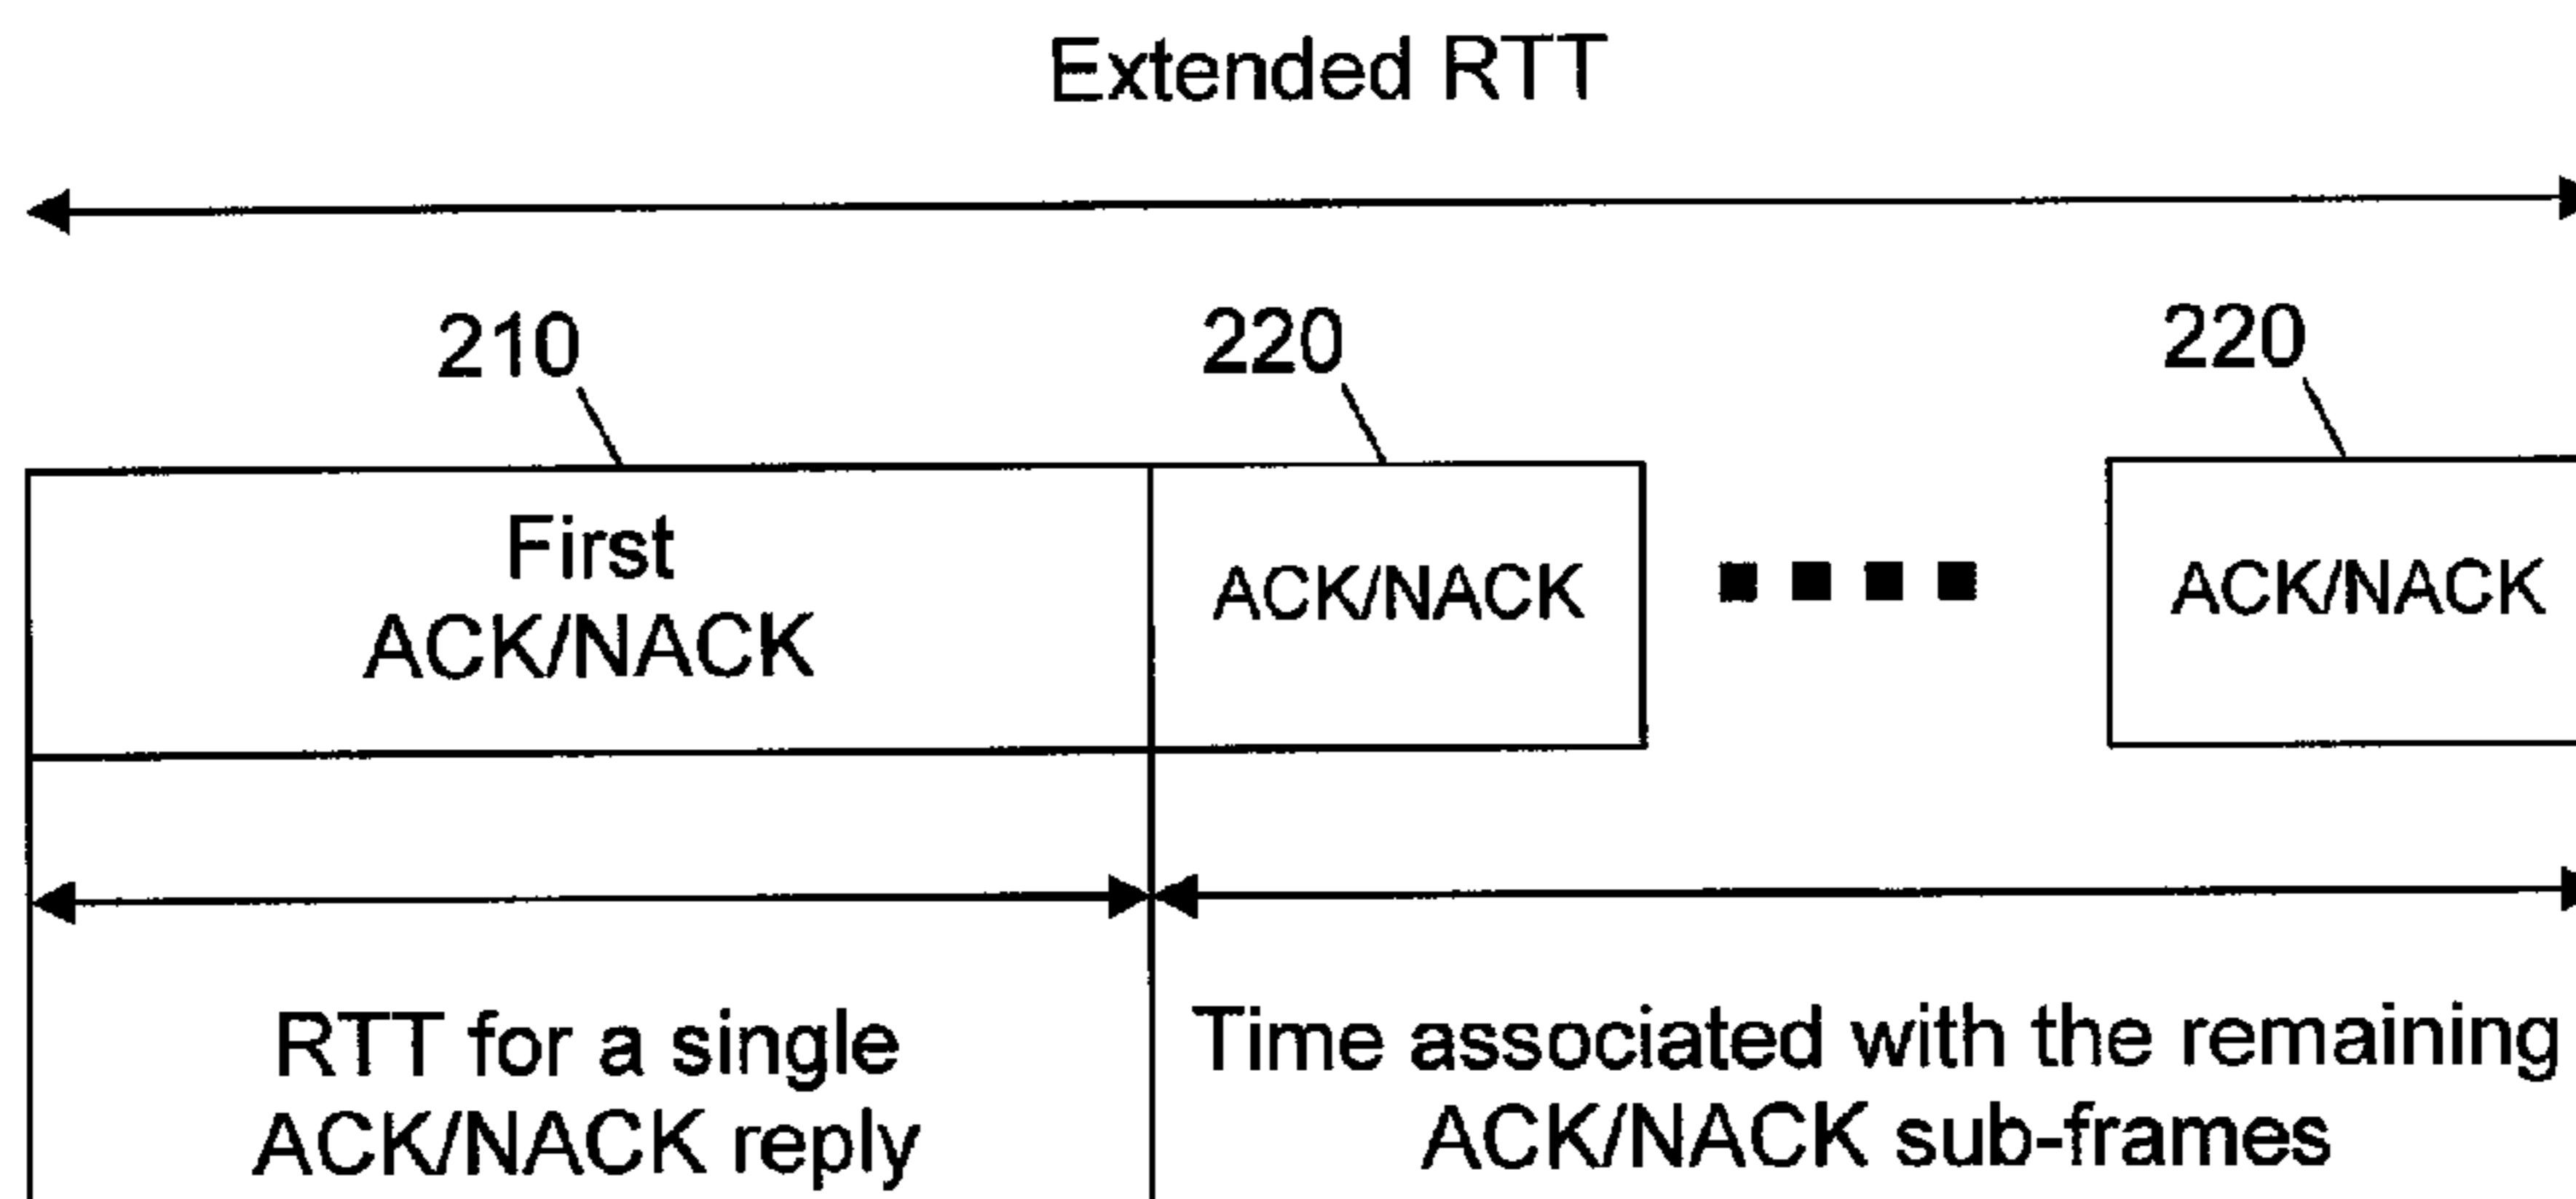 Extended RTT
210
220
220
First
ACK/NACK
ACK/NACK
ACK/NACK
RTT for a single
ACK/NACK reply
Time associated with the remaining
ACK/NACK sub-frames